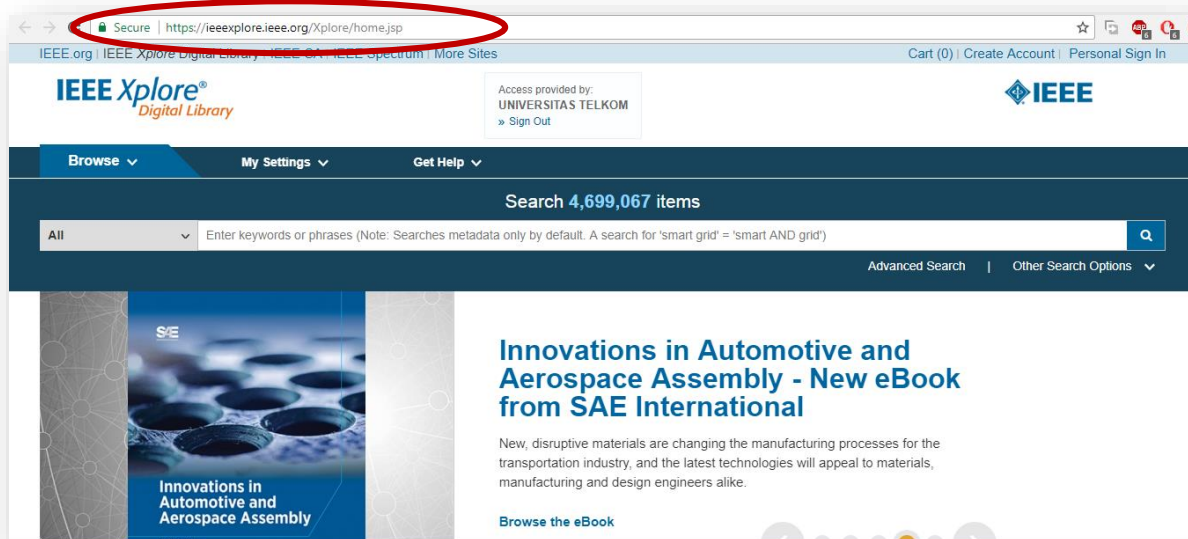 Secure | https://ieeexplore.ieee.org/Xplore/home.jsp
IEEE.org | IEEE Xplore Digital Library | IEEE-SA | IEEE Spectrum | More Sites
Cart (0) | Create Account | Personal Sign In
IEEE Xplore®
Digital Library
Access provided by:
UNIVERSITAS TELKOM
» Sign Out
IEEE
Browse
My Settings
Get Help
Search 4,699,067 items
All
Enter keywords or phrases (Note: Searches metadata only by default. A search for 'smart grid' = 'smart AND grid')
Advanced Search | Other Search Options
SAE
Innovations in
Automotive and
Aerospace Assembly
Innovations in Automotive and
Aerospace Assembly - New eBook
from SAE International
New, disruptive materials are changing the manufacturing processes for the
transportation industry, and the latest technologies will appeal to materials,
manufacturing and design engineers alike.
Browse the eBook